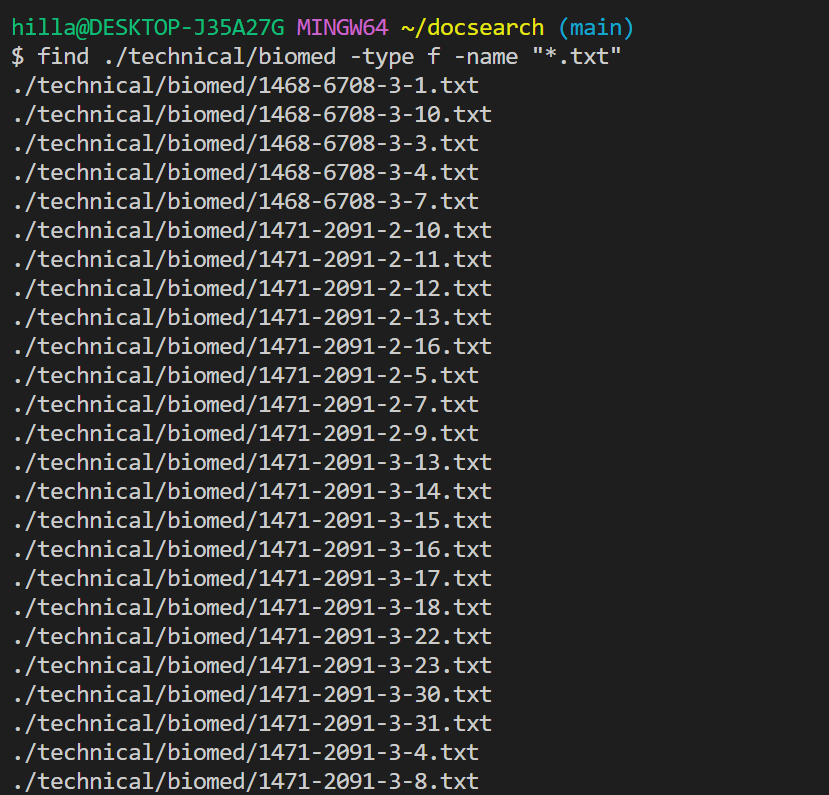 hilla@DESKTOP-J35A27G MINGW64 ~/docsearch (main)
$ find ./technical/biomed -type f -name "*.txt"
./technical/biomed/1468-6708-3-1.txt
./technical/biomed/1468-6708-3-10.txt
./technical/biomed/1468-6708-3-3.txt
./technical/biomed/1468-6708-3-4.txt
./technical/biomed/1468-6708-3-7.txt
./technical/biomed/1471-2091-2-10.txt
./technical/biomed/1471-2091-2-11.txt
./technical/biomed/1471-2091-2-12.txt
./technical/biomed/1471-2091-2-13.txt
./technical/biomed/1471-2091-2-16.txt
./technical/biomed/1471-2091-2-5.txt
./technical/biomed/1471-2091-2-7.txt
./technical/biomed/1471-2091-2-9.txt
./technical/biomed/1471-2091-3-13.txt
./technical/biomed/1471-2091-3-14.txt
./technical/biomed/1471-2091-3-15.txt
./technical/biomed/1471-2091-3-16.txt
./technical/biomed/1471-2091-3-17.txt
./technical/biomed/1471-2091-3-18.txt
./technical/biomed/1471-2091-3-22.txt
./technical/biomed/1471-2091-3-23.txt
./technical/biomed/1471-2091-3-30.txt
./technical/biomed/1471-2091-3-31.txt
./technical/biomed/1471-2091-3-4.txt
./technical/biomed/1471-2091-3-8.txt